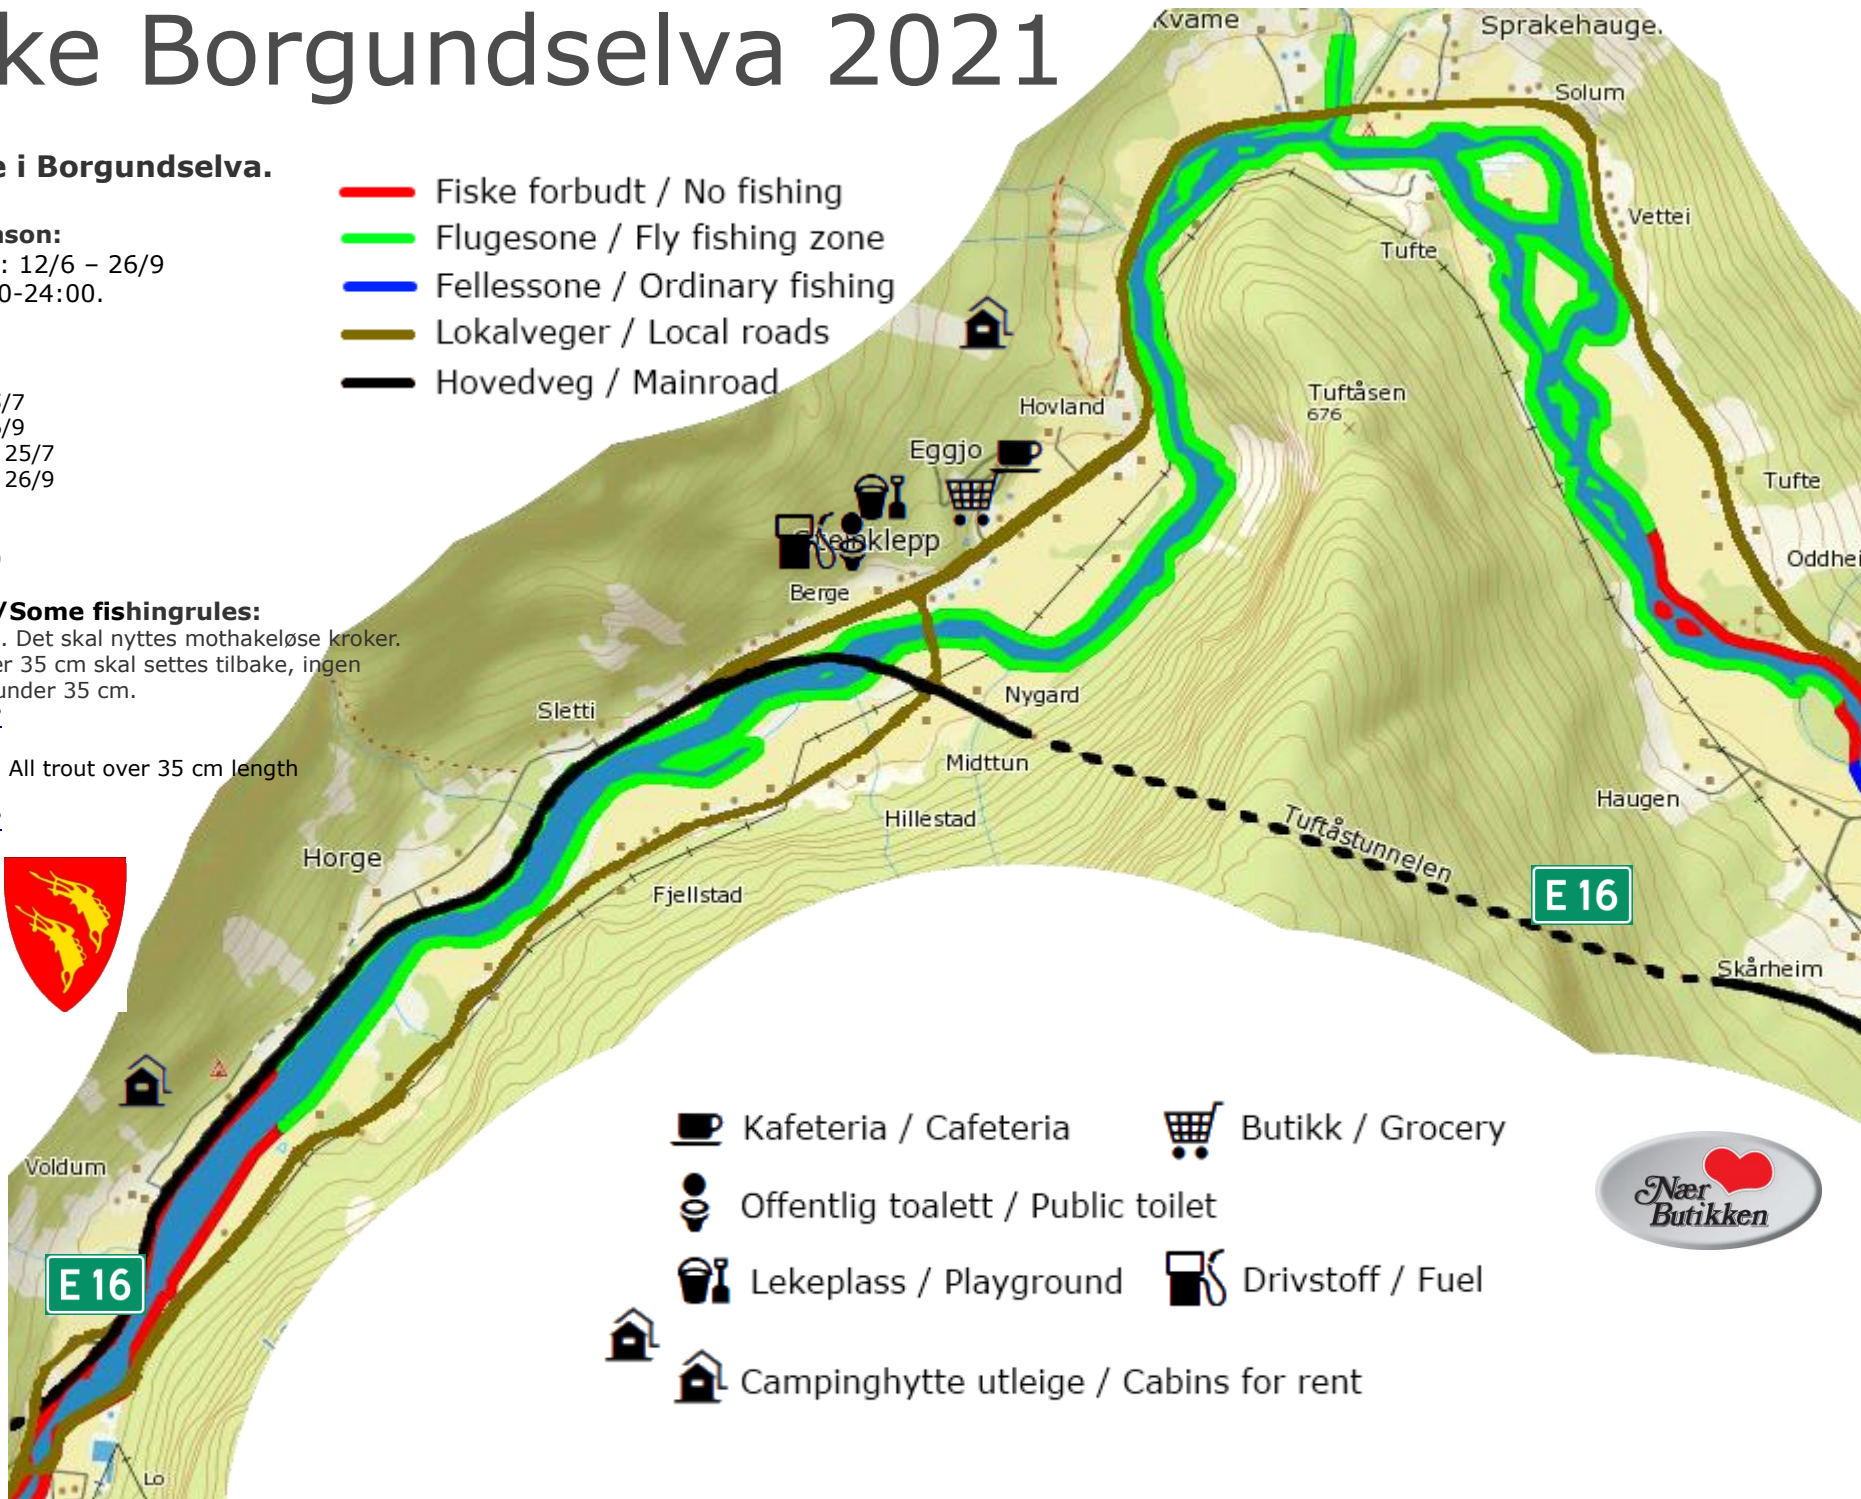 ke Borgundselva 2021
e i Borgundselva.
ason:
: 12/6 – 26/9
0-24:00.
/7
/9
25/7
26/9
/Some fishingrules:
. Det skal nyttes mothakeløse kroker.
er 35 cm skal settes tilbake, ingen
under 35 cm.
All trout over 35 cm length
Fiske forbudt / No fishing
Flugesone / Fly fishing zone
Fellessone / Ordinary fishing
Lokalveger / Local roads
Hovedveg / Mainroad
Kvame
Sprakehauge
Solum
Vettei
Tufte
Tuftåsen
676
Hovland
Eggjo
Steinklepp
Berge
Tufte
Oddhei
Sletti
Nygard
Midttun
Hillestad
Haugen
Tuftåstunnelen
Horge
Fjellstad
E 16
Skårheim
Voldum
E 16
Lo
Kafeteria / Cafeteria
Butikk / Grocery
Offentlig toalett / Public toilet
Lekeplass / Playground
Drivstoff / Fuel
Campinghytte utleige / Cabins for rent
Nær
Butikken